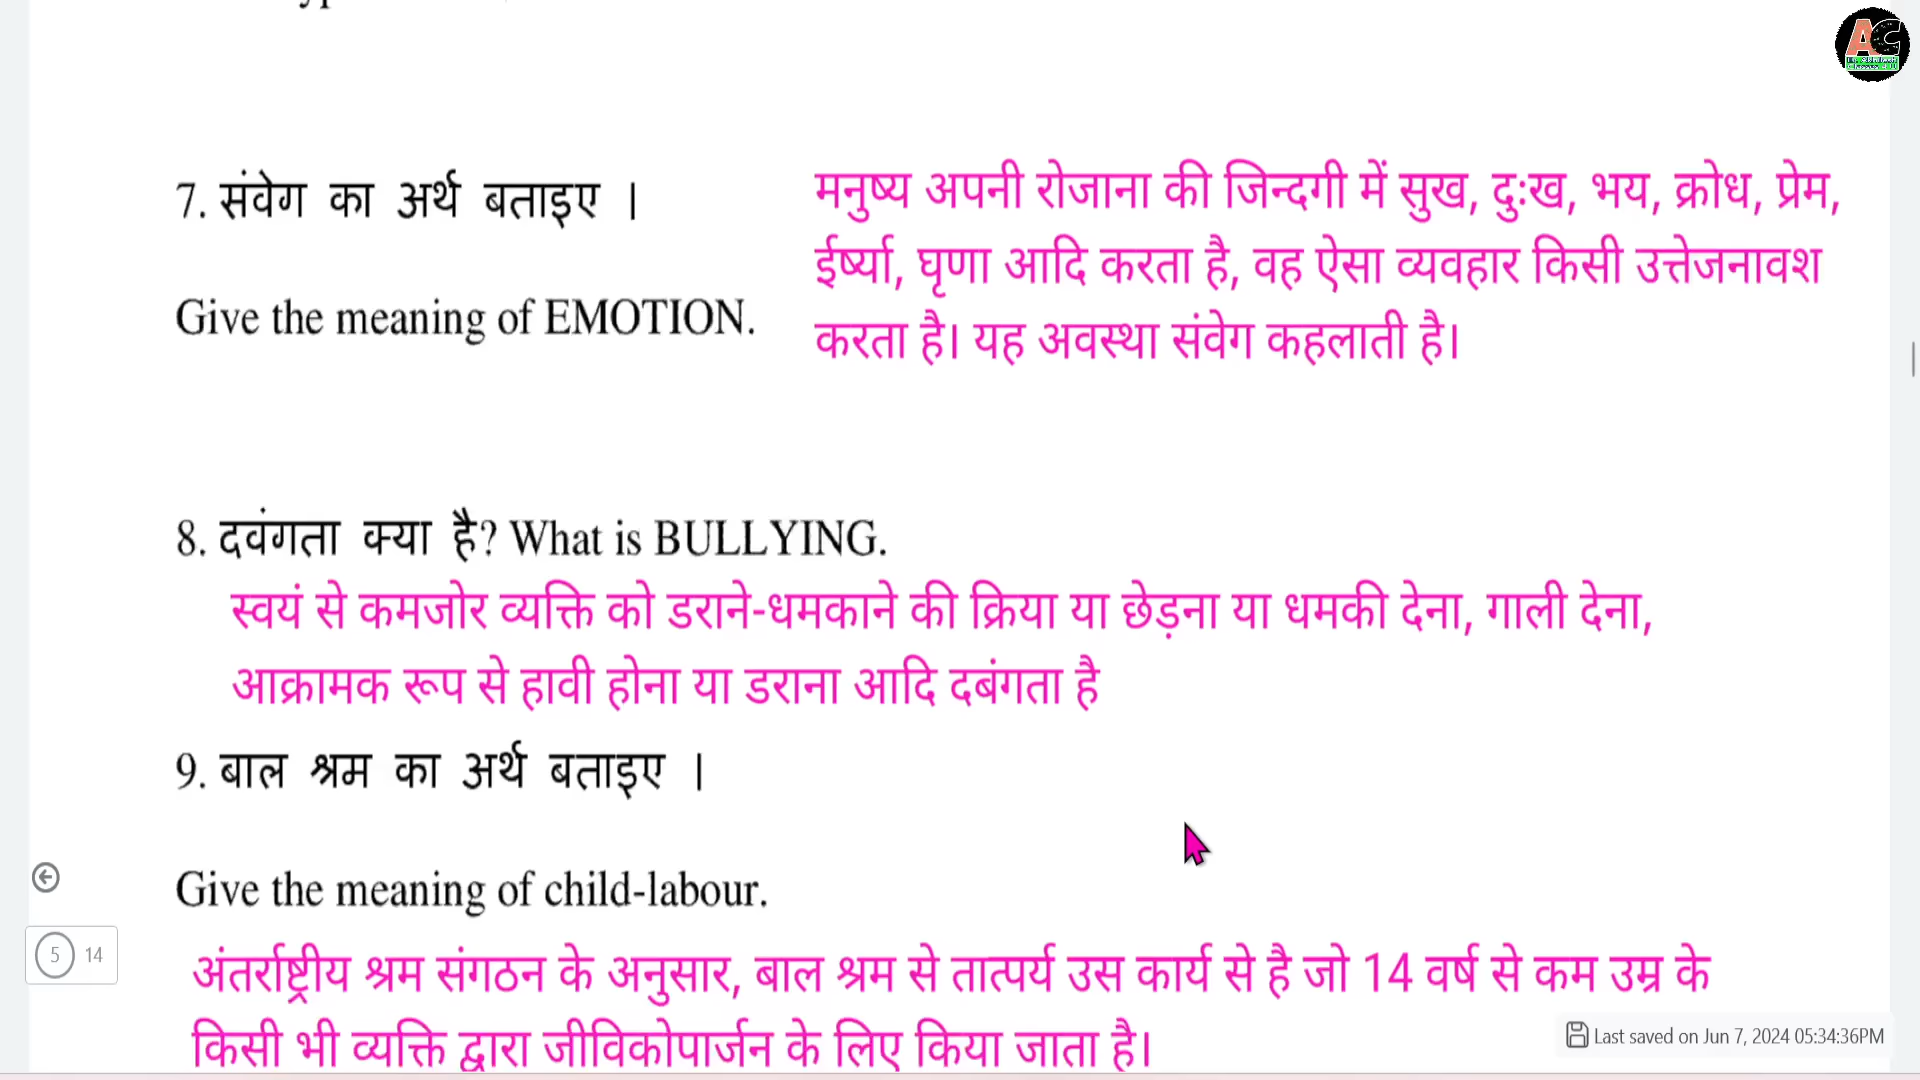 7. संवेग का अर्थ बताइए ।
मनुष्य अपनी रोजाना की जिन्दगी में सुख, दुःख, भय, क्रोध, प्रेम,
ईर्ष्या, घृणा आदि करता है, वह ऐसा व्यवहार किसी उत्तेजनावश
करता है। यह अवस्था संवेग कहलाती है।
Give the meaning of EMOTION.
8. दवंगता क्या है? What is BULLYING.
स्वयं से कमजोर व्यक्ति को डराने-धमकाने की क्रिया या छेड़ना या धमकी देना, गाली देना,
आक्रामक रूप से हावी होना या डराना आदि दबंगता है
9. बाल श्रम का अर्थ बताइए ।
Give the meaning of child-labour.
अंतर्राष्ट्रीय श्रम संगठन के अनुसार, बाल श्रम से तात्पर्य उस कार्य से है जो 14 वर्ष से कम उम्र के
किसी भी व्यक्ति द्वारा जीविकोपार्जन के लिए किया जाता है।
5 14
Last saved on Jun 7, 2024 05:34:36PM
AC